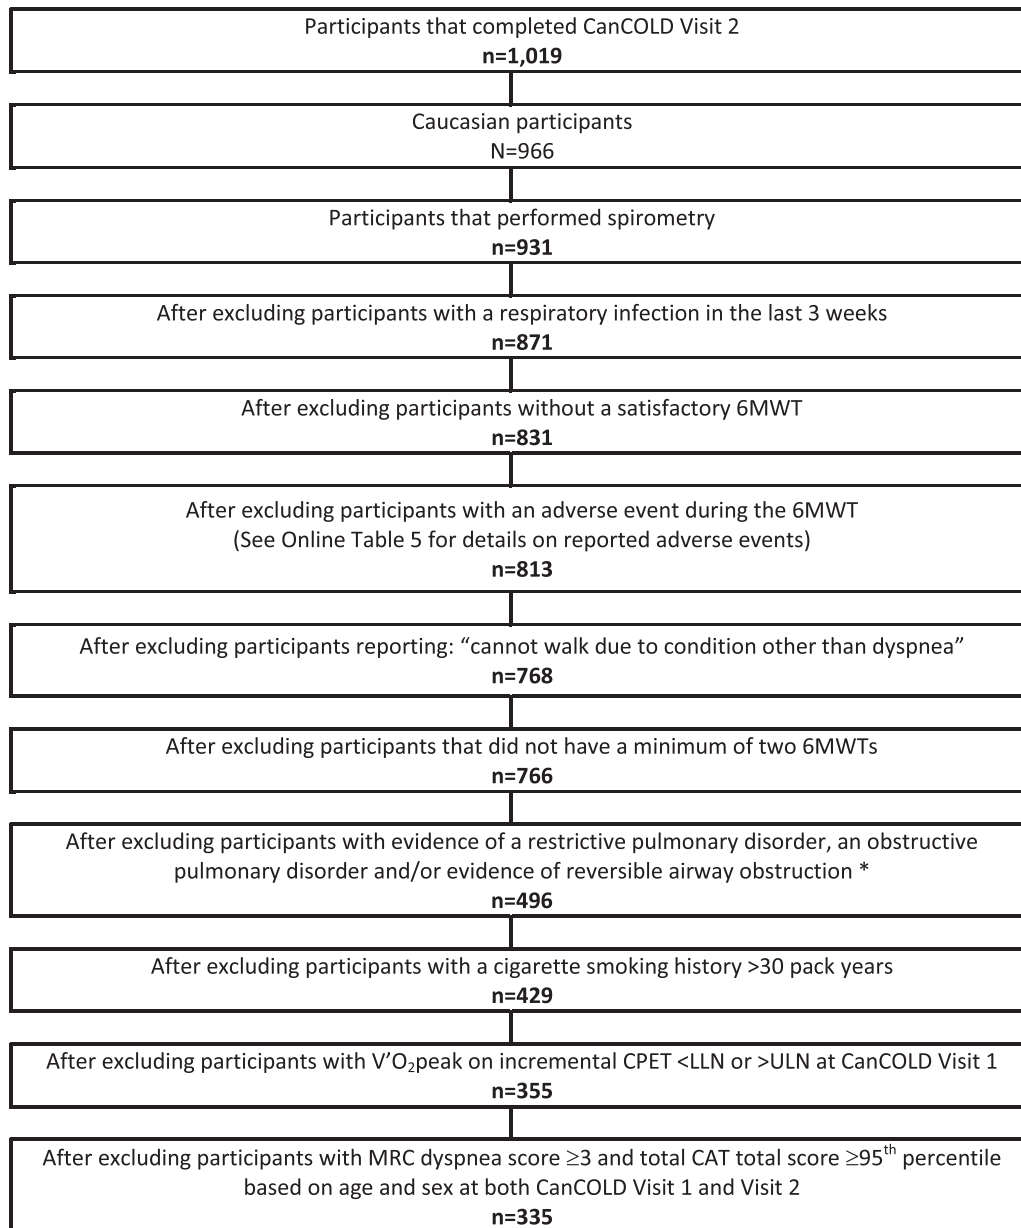 Participants that completed CanCOLD Visit 2
n=1,019
Caucasian participants
N=966
Participants that performed spirometry
n=931
After excluding participants with a respiratory infection in the last 3 weeks
n=871
After excluding participants without a satisfactory 6MWT
n=831
After excluding participants with an adverse event during the 6MWT
(See Online Table 5 for details on reported adverse events)
n=813
After excluding participants reporting: “cannot walk due to condition other than dyspnea”
n=768
After excluding participants that did not have a minimum of two 6MWTs
n=766
After excluding participants with evidence of a restrictive pulmonary disorder, an obstructive
pulmonary disorder and/or evidence of reversible airway obstruction *
n=496
After excluding participants with a cigarette smoking history >30 pack years
n=429
After excluding participants with V’O₂peak on incremental CPET <LLN or >ULN at CanCOLD Visit 1
n=355
After excluding participants with MRC dyspnea score ≥3 and total CAT total score ≥95th percentile
based on age and sex at both CanCOLD Visit 1 and Visit 2
n=335